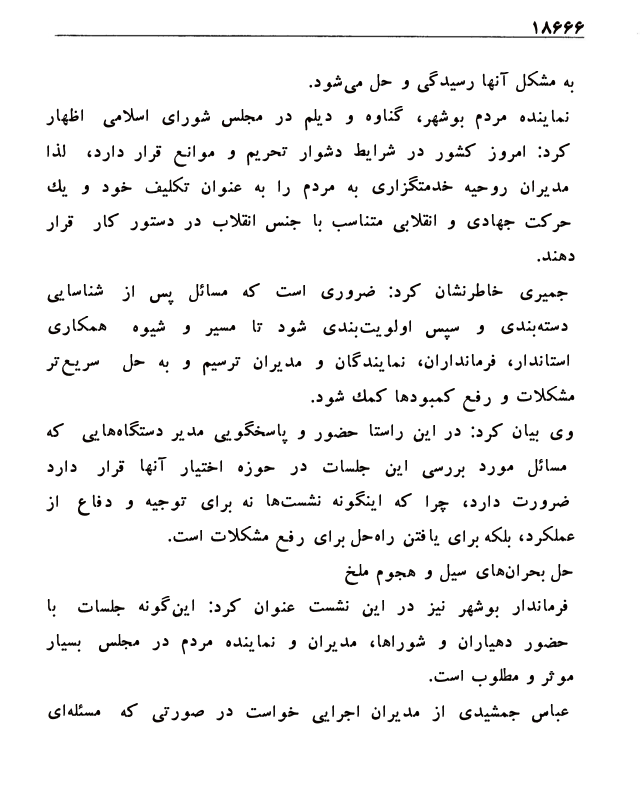 ۱۸۶۶۶
به مشکل آنها رسیدگی و حل می‌شود.
نماینده مردم بوشهر، گناوه و دیلم در مجلس شورای اسلامی اظهار
کرد: امروز کشور در شرایط دشوار تحریم و موانع قرار دارد، لذا
مدیران روحیه خدمتگزاری به مردم را به عنوان تکلیف خود و یك
حرکت جهادی و انقلابی متناسب با جنس انقلاب در دستور کار قرار
دهند.
جمیری خاطرنشان کرد: ضروری است که مسائل پس از شناسایی
دسته‌بندی و سپس اولویت‌بندی شود تا مسیر و شیوه همکاری
استاندار، فرمانداران، نمایندگان و مدیران ترسیم و به حل سریع‌تر
مشکلات و رفع کمبودها کمك شود.
وی بیان کرد: در این راستا حضور و پاسخگویی مدیر دستگاه‌هایی که
مسائل مورد بررسی این جلسات در حوزه اختیار آنها قرار دارد
ضرورت دارد، چرا که اینگونه نشست‌ها نه برای توجیه و دفاع از
عملکرد، بلکه برای یافتن راه‌حل برای رفع مشکلات است.
حل بحران‌های سیل و هجوم ملخ
فرماندار بوشهر نیز در این نشست عنوان کرد: این‌گونه جلسات با
حضور دهیاران و شوراها، مدیران و نماینده مردم در مجلس بسیار
موثر و مطلوب است.
عباس جمشیدی از مدیران اجرایی خواست در صورتی که مسئله‌ای